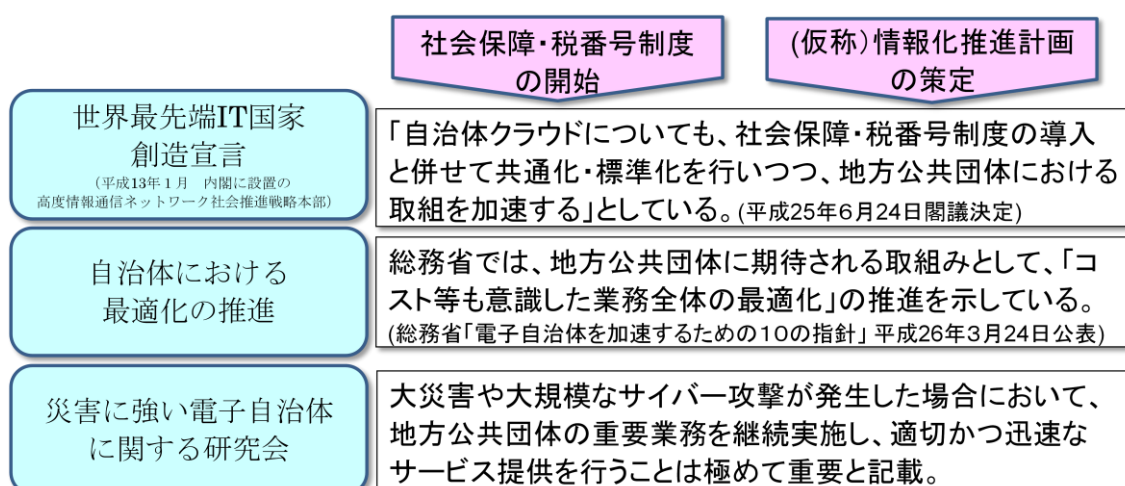 社会保障・税番号制度
の開始
(仮称)情報化推進計画
の策定
世界最先端IT国家
創造宣言
(平成13年１月　内閣に設置の
高度情報通信ネットワーク社会推進戦略本部)
「自治体クラウドについても、社会保障・税番号制度の導入
と併せて共通化・標準化を行いつつ、地方公共団体における
取組を加速する」としている。(平成25年６月24日閣議決定)
自治体における
最適化の推進
総務省では、地方公共団体に期待される取組みとして、「コ
スト等も意識した業務全体の最適化」の推進を示している。
(総務省「電子自治体を加速するための１０の指針」 平成26年３月24日公表)
災害に強い電子自治体
に関する研究会
大災害や大規模なサイバー攻撃が発生した場合において、
地方公共団体の重要業務を継続実施し、適切かつ迅速な
サービス提供を行うことは極めて重要と記載。